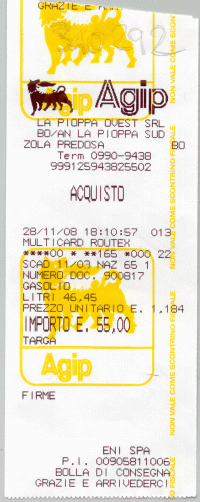 GRAZIE E
92
Agip
LA PIOPPA OVEST SRL
BO/AN LA PIOPPA SUD
ZOLA PREDOSA BO
Term 0990-9438
999125943825502
ACQUISTO
28/11/08 18:10:57 013
MULTICARD ROUTEX
****00 * **165 *000 22
SCAD 11/03 NAZ 65 1
NUMERO DOC. 900817
GASOLIO
LITRI 46,45
PREZZO UNITARIO E. 1,184
IMPORTO E. 55,00
TARGA
Agip
FIRME
ENI SPA
P.I. 00905811006
BOLLA DI CONSEGNA
GRAZIE E ARRIVEDERCI
NON VALE COME SCONTRINO FISCALE